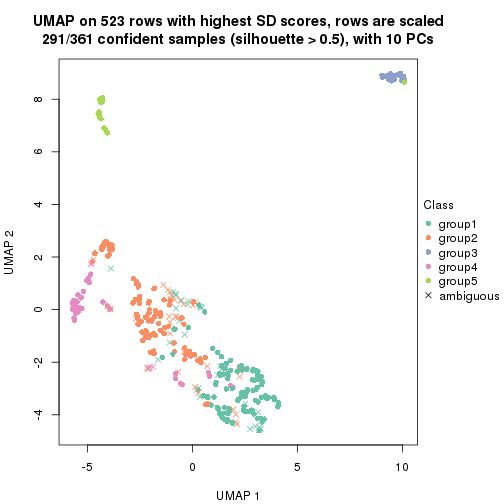 UMAP on 523 rows with highest SD scores, rows are scaled
291/361 confident samples (silhouette > 0.5), with 10 PCs
8
6
4
2
0
-2
-4
-5
0
5
10
UMAP 1
UMAP 2
Class
group1
group2
group3
group4
group5
ambiguous